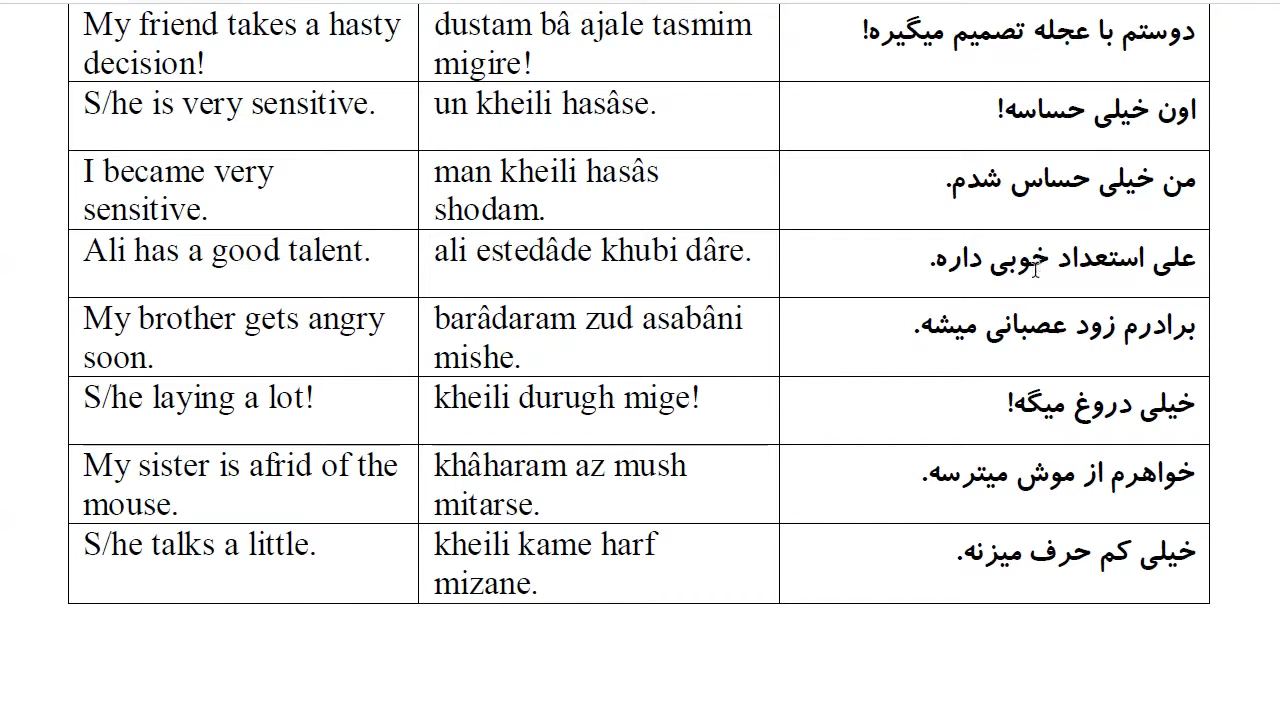 My friend takes a hasty
decision!
dustam bâ ajale tasmim
migire!
دوستم با عجله تصمیم میگیره!
S/he is very sensitive.
un kheili hasâse.
اون خیلی حساسه!
I became very
sensitive.
man kheili hasâs
shodam.
من خیلی حساس شدم.
Ali has a good talent.
ali estedâde khubi dâre.
علی استعداد خوبی داره.
My brother gets angry
soon.
barâdaram zud asabâni
mishe.
برادرم زود عصبانی میشه.
S/he laying a lot!
kheili durugh mige!
خیلی دروغ میگه!
My sister is afrid of the
mouse.
khâharam az mush
mitarse.
خواهرم از موش میترسه.
S/he talks a little.
kheili kame harf
mizane.
خیلی کم حرف میزنه.